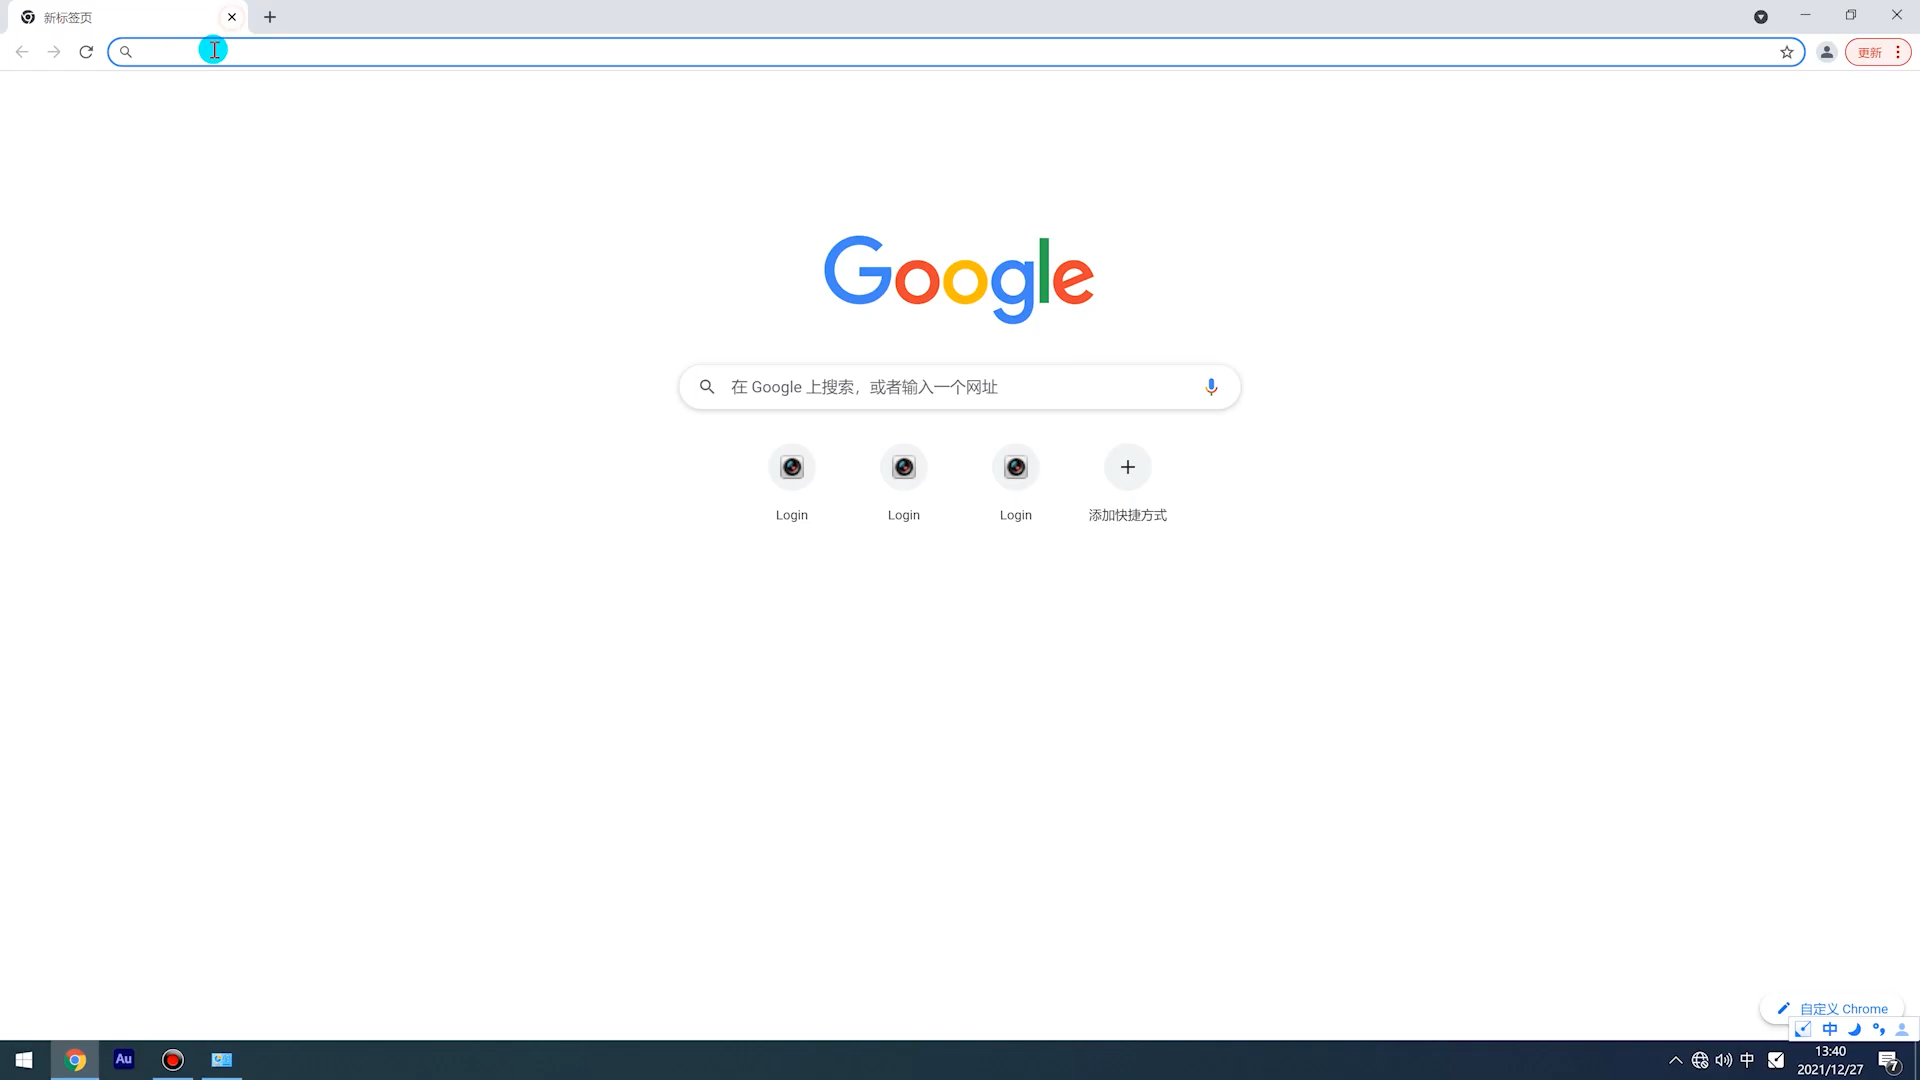 新标签页
更新
Google
在 Google 上搜索，或者输入一个网址
Login
Login
Login
添加快捷方式
自定义 Chrome
中
Au
中
13:40
2021/12/27
7